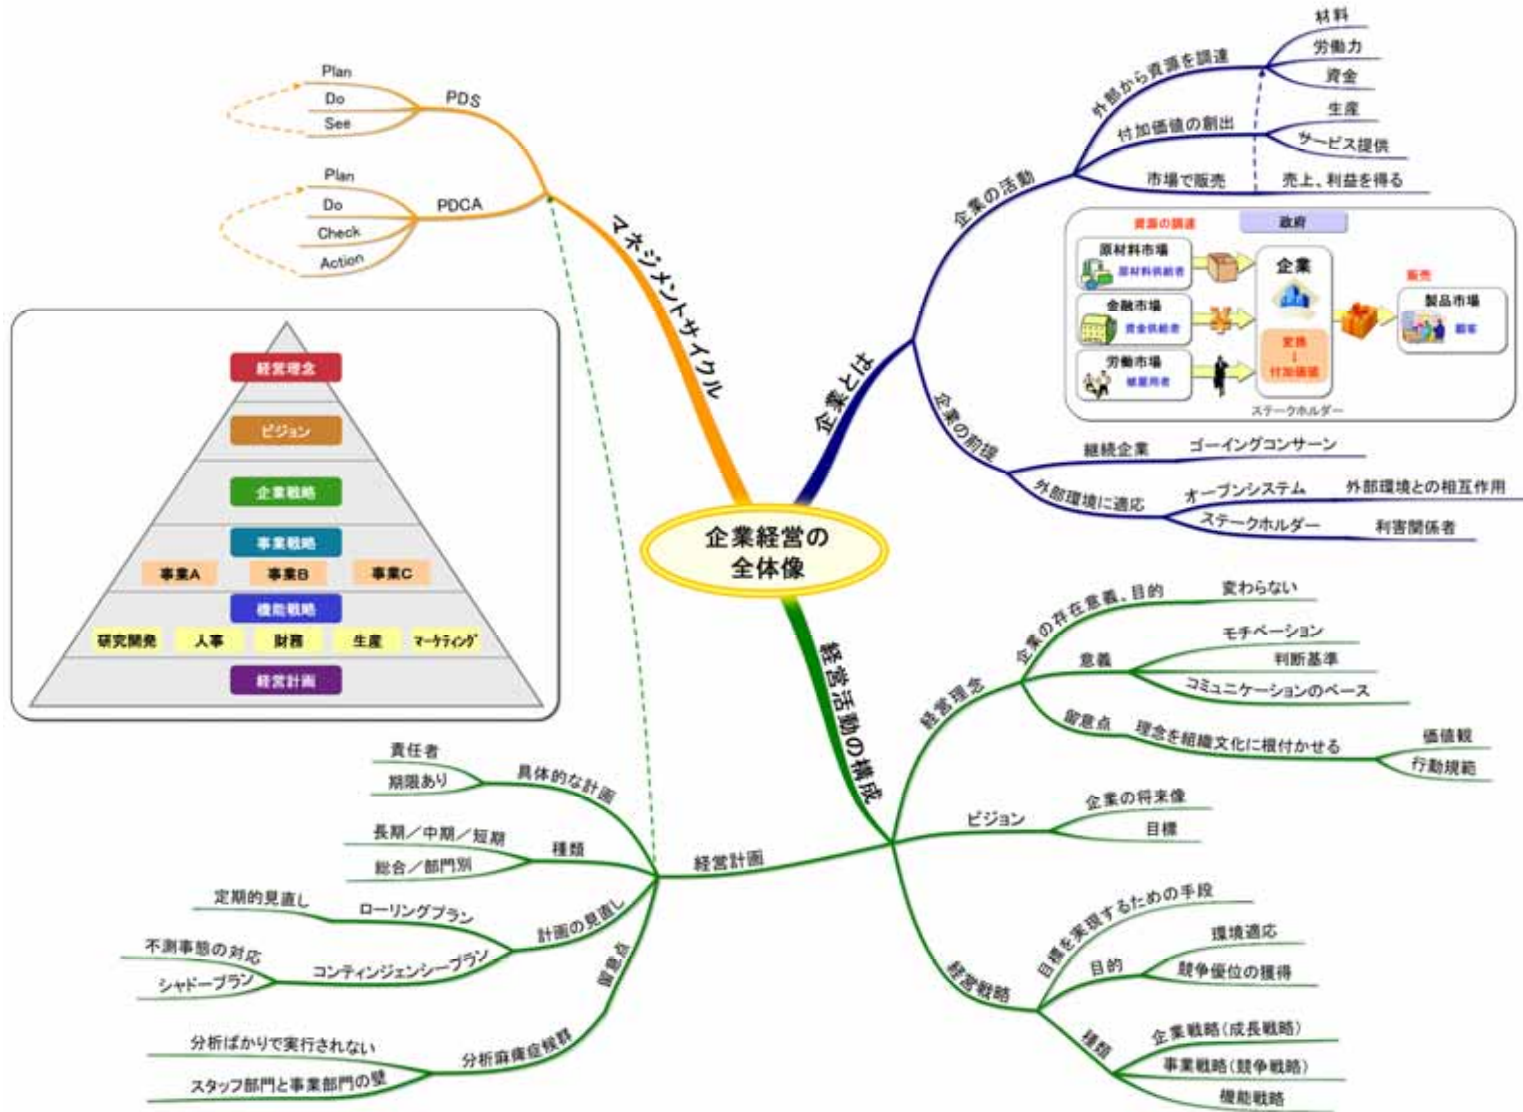 企業経営の
全体像
企業とは
企業の活動
外部から資源を調達
材料
労働力
資金
付加価値の創出
生産
サービス提供
市場で販売
売上、利益を得る
資源の調達
政府
原材料市場
原材料供給者
金融市場
資金供給者
労働市場
被雇用者
企業
変換
↓
付加価値
販売
製品市場
顧客
ステークホルダー
企業の前提
継続企業
ゴーイングコンサーン
外部環境に適応
オープンシステム
外部環境との相互作用
ステークホルダー
利害関係者
経営活動の構成
経営理念
企業の存在意義、目的
変わらない
意義
モチベーション
判断基準
コミュニケーションのベース
留意点
理念を組織文化に根付かせる
価値観
行動規範
ビジョン
企業の将来像
目標
経営戦略
目標を実現するための手段
目的
環境適応
競争優位の獲得
種類
企業戦略(成長戦略)
事業戦略(競争戦略)
機能戦略
経営計画
具体的な計画
責任者
期限あり
種類
長期/中期/短期
総合/部門別
計画の見直し
ローリングプラン
定期的見直し
コンティンジェンシープラン
不測事態の対応
シャドープラン
留意点
分析麻痺症候群
分析ばかりで実行されない
スタッフ部門と事業部門の壁
マネジメントサイクル
PDS
Plan
Do
See
PDCA
Plan
Do
Check
Action
経営理念
ビジョン
企業戦略
事業戦略
事業A 事業B 事業C
機能戦略
研究開発 人事 財務 生産 マーケティング
経営計画